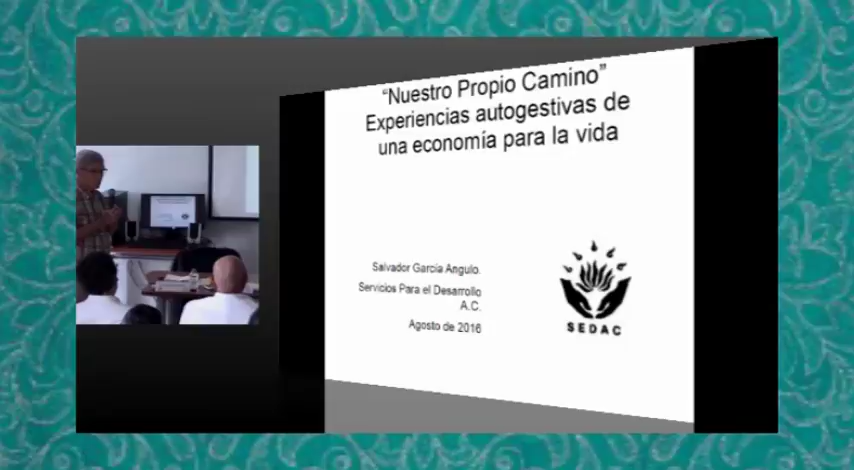 “Nuestro Propio Camino”
Experiencias autogestivas de
una economía para la vida
Salvador García Angulo.
Servicios Para el Desarrollo
A.C.
Agosto de 2016
SEDAC